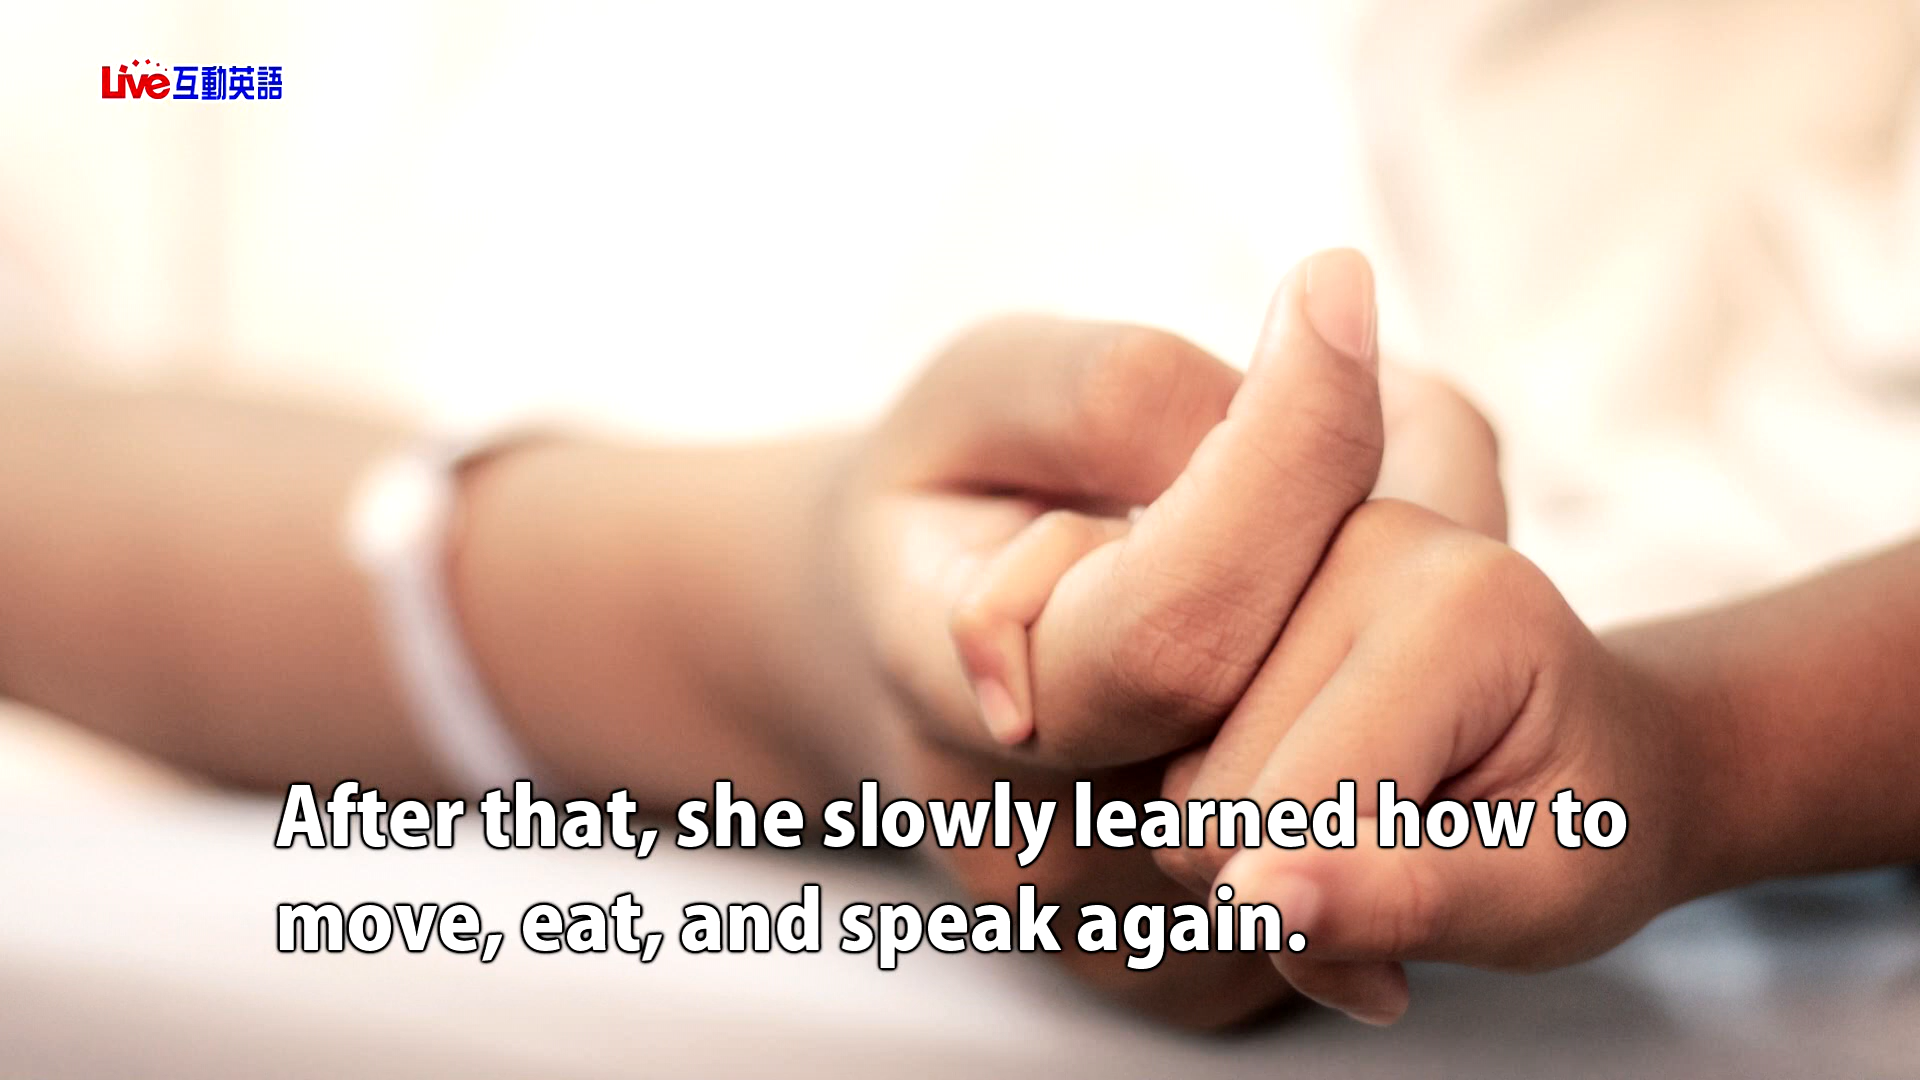 Live互動英語
After that, she slowly learned how to
move, eat, and speak again.